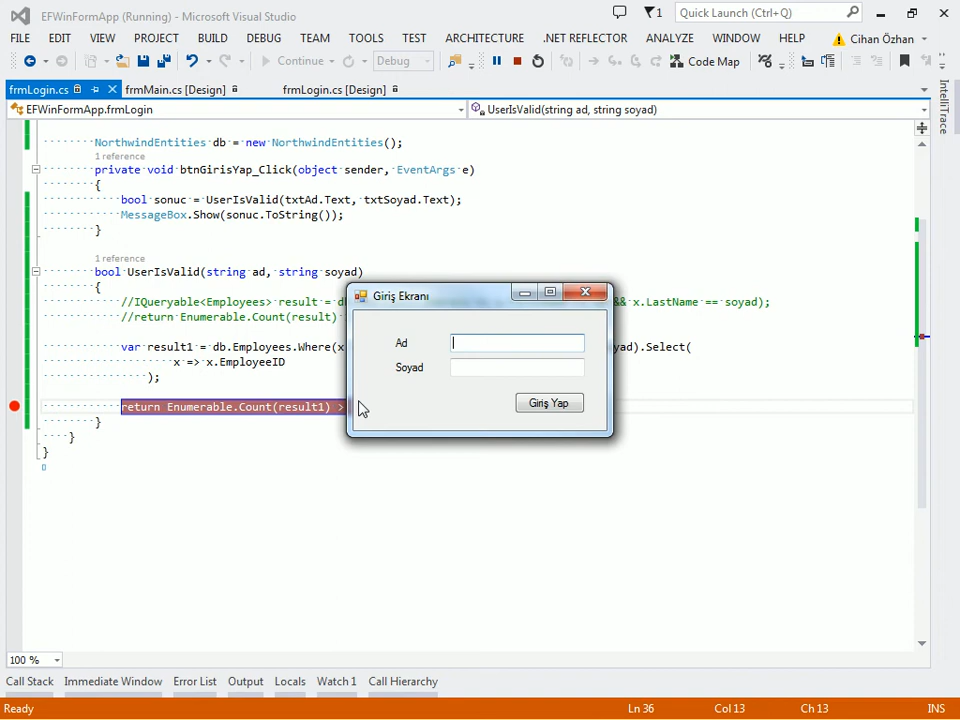 EFWinFormApp (Running) - Microsoft Visual Studio
1
Quick Launch (Ctrl+Q)
FILE EDIT VIEW PROJECT BUILD DEBUG TEAM TOOLS TEST ARCHITECTURE .NET REFLECTOR ANALYZE WINDOW HELP Cihan Özhan
Continue Debug Code Map
frmLogin.cs frmMain.cs [Design] frmLogin.cs [Design]
EFWinFormApp.frmLogin UserIsValid(string ad, string soyad)
IntelliTrace
NorthwindEntities db = new NorthwindEntities();
1 reference
private void btnGirisYap_Click(object sender, EventArgs e)
{
bool sonuc = UserIsValid(txtAd.Text, txtSoyad.Text);
MessageBox.Show(sonuc.ToString());
}
1 reference
bool UserIsValid(string ad, string soyad)
{
//IQueryable<Employees> result = && x.LastName == soyad);
//return Enumerable.Count(result)
var result1 = db.Employees.Where(x yad).Select(
x => x.EmployeeID
);
return Enumerable.Count(result1) >
}
}
}
Giriş Ekranı
Ad
Soyad
Giriş Yap
100 %
Call Stack Immediate Window Error List Output Locals Watch 1 Call Hierarchy
Ready Ln 36 Col 13 Ch 13 INS